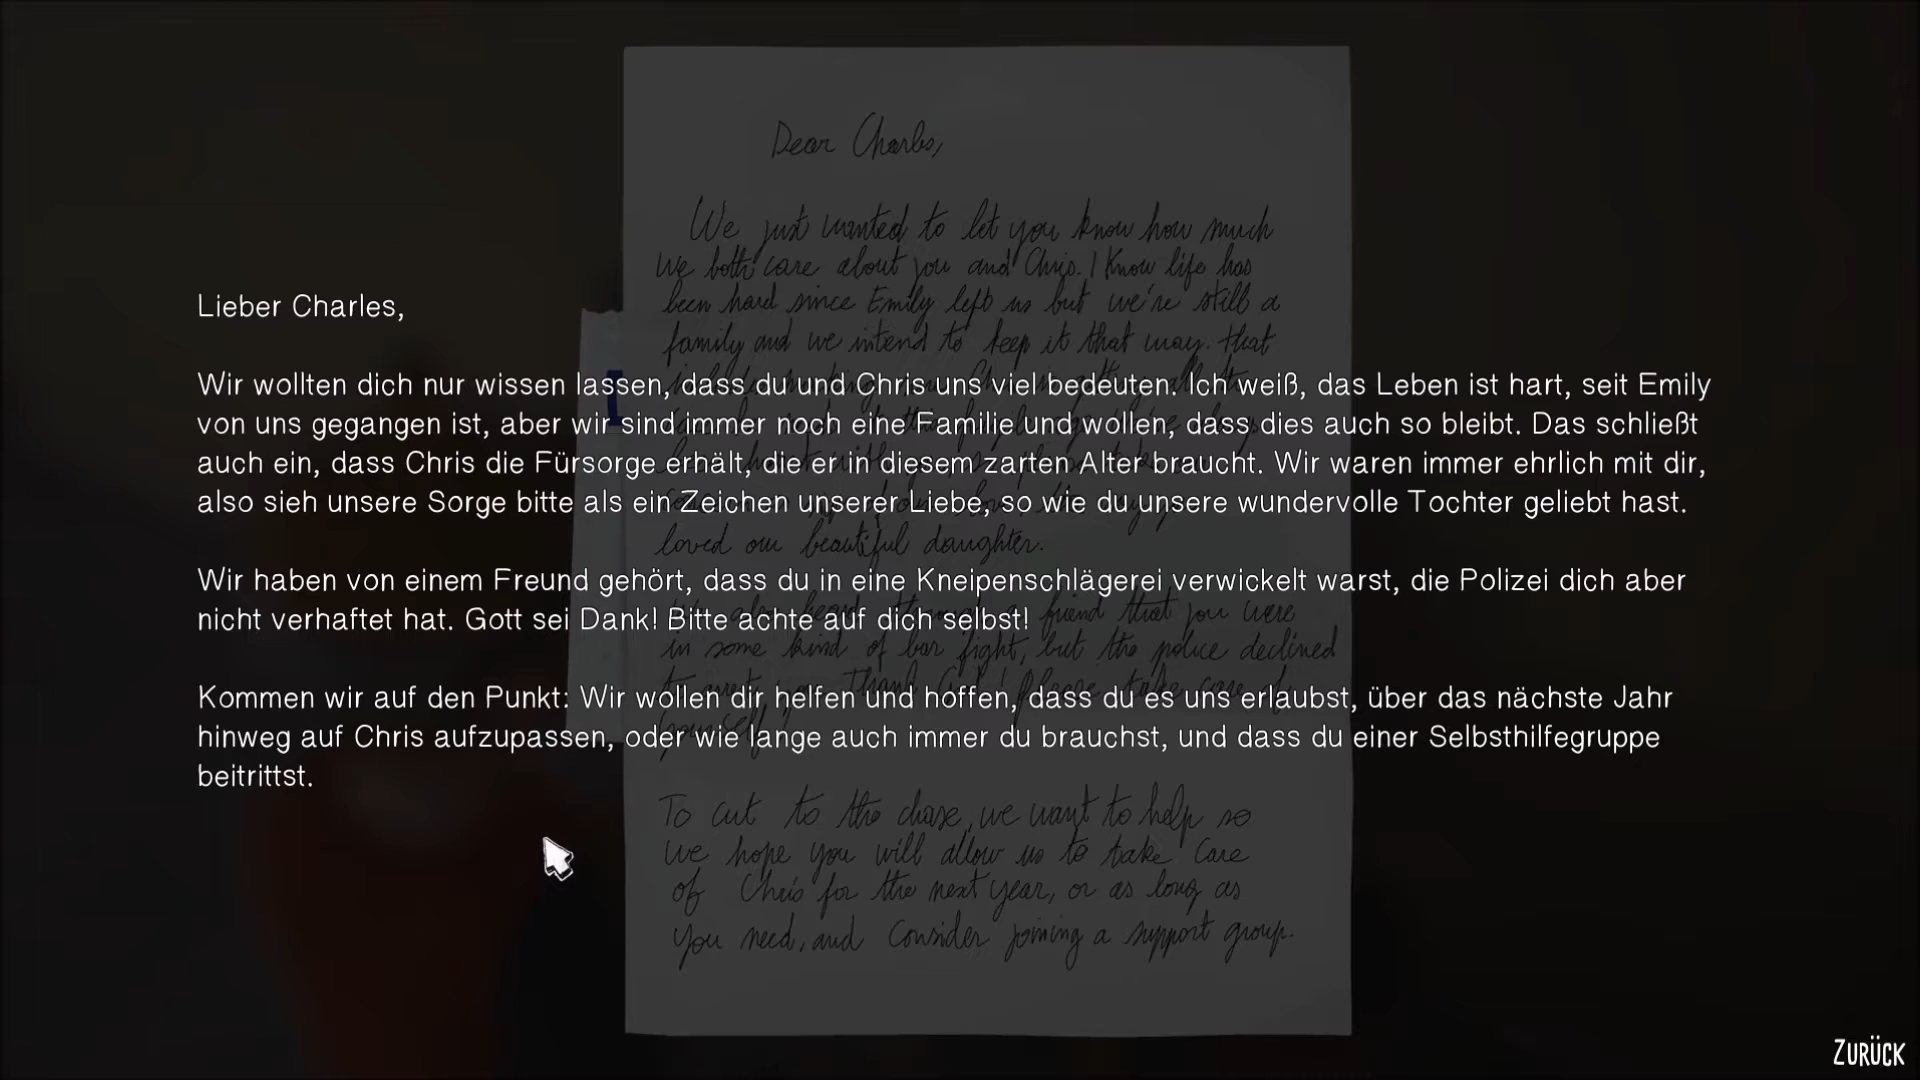 Dear Charles,
We just wanted to let you know how much
we both care about you and Chris. I know life has
been hard since Emily left us but we're still a
family and we intend to keep it that way. That
loved our beautiful daughter.
friend that you were
in some kind of bar fight, but the police declined
To cut to the chase, we want to help so
we hope you will allow us to take care
of Chris for the next year, or as long as
you need, and consider joining a support group.
Lieber Charles,
Wir wollten dich nur wissen lassen, dass du und Chris uns viel bedeuten. Ich weiß, das Leben ist hart, seit Emily
von uns gegangen ist, aber wir sind immer noch eine Familie und wollen, dass dies auch so bleibt. Das schließt
auch ein, dass Chris die Fürsorge erhält, die er in diesem zarten Alter braucht. Wir waren immer ehrlich mit dir,
also sieh unsere Sorge bitte als ein Zeichen unserer Liebe, so wie du unsere wundervolle Tochter geliebt hast.
Wir haben von einem Freund gehört, dass du in eine Kneipenschlägerei verwickelt warst, die Polizei dich aber
nicht verhaftet hat. Gott sei Dank! Bitte achte auf dich selbst!
Kommen wir auf den Punkt: Wir wollen dir helfen und hoffen, dass du es uns erlaubst, über das nächste Jahr
hinweg auf Chris aufzupassen, oder wie lange auch immer du brauchst, und dass du einer Selbsthilfegruppe
beitrittst.
ZURÜCK